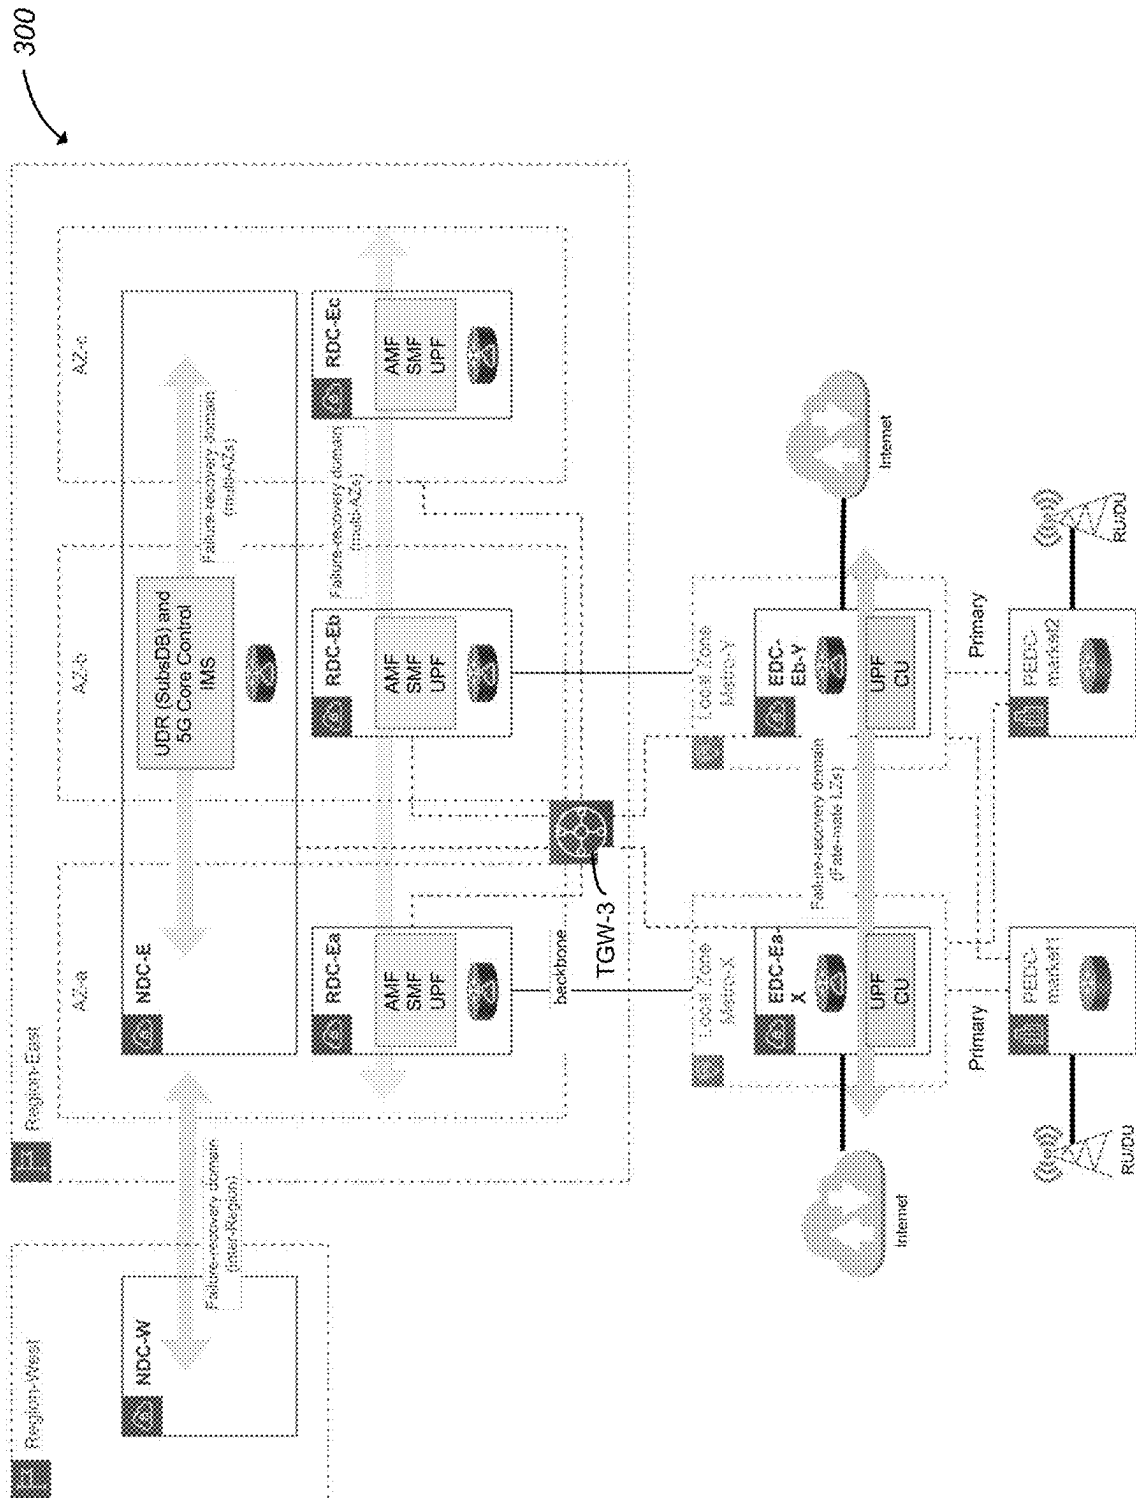 300
Region-West
NDC-W
Failure-recovery domain
(Inter-Region)
Region-East
AZ-a
AZ-b
AZ-c
NDC-E
UDR (SubsDB) and
5G Core Control
IMS
Failure-recovery domain
(multi-AZs)
RDC-Ea
AMF
SMF
UPF
RDC-Eb
AMF
SMF
UPF
Failure-recovery domain
(multi-AZs)
RDC-Ec
AMF
SMF
UPF
backbone
TGW-3
Local Zone
Metro-X
EDC-Ea-
X
UPF
CU
Local Zone
Metro-Y
EDC-
Eb-Y
UPF
CU
Failure-recovery domain
(Fate-mate LZs)
Internet
Internet
Primary
Primary
PEDC-
market1
PEDC-
market2
RU/DU
RU/DU